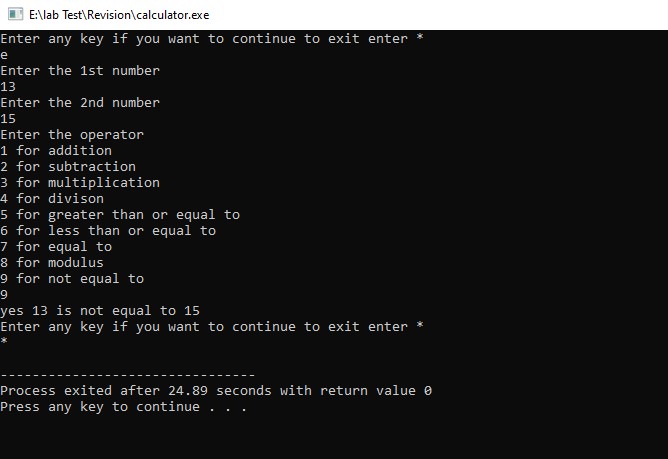 E:\lab Test\Revision\calculator.exe
Enter any key if you want to continue to exit enter *
e
Enter the 1st number
13
Enter the 2nd number
15
Enter the operator
1 for addition
2 for subtraction
3 for multiplication
4 for divison
5 for greater than or equal to
6 for less than or equal to
7 for equal to
8 for modulus
9 for not equal to
9
yes 13 is not equal to 15
Enter any key if you want to continue to exit enter *
*
--------------------------------
Process exited after 24.89 seconds with return value 0
Press any key to continue . . .